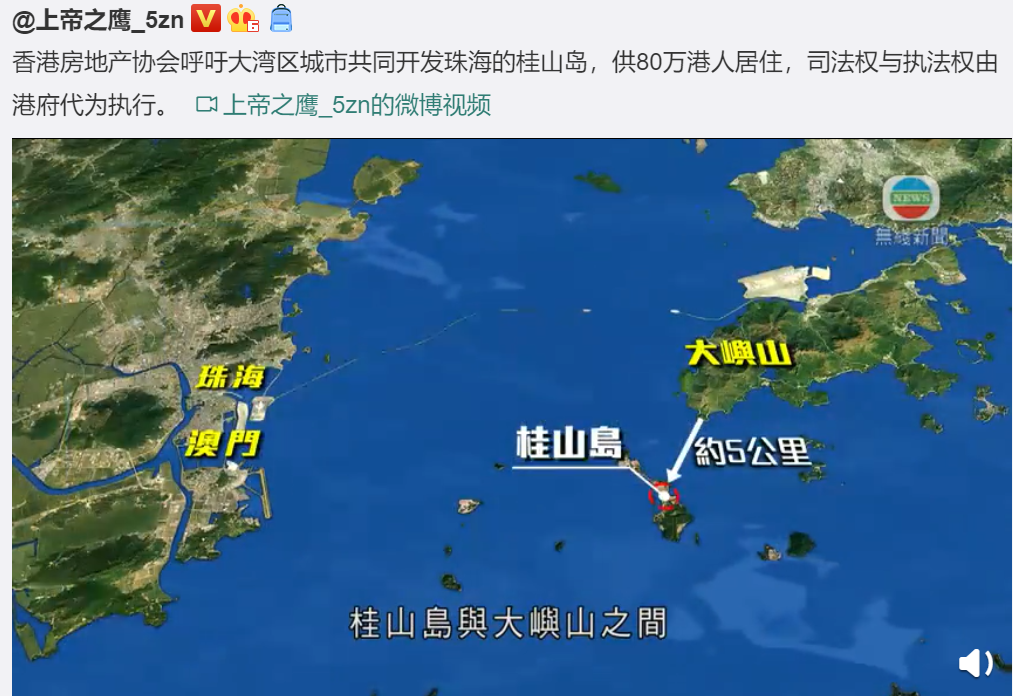 @上帝之鹰_5zn
香港房地产协会呼吁大湾区城市共同开发珠海的桂山岛，供80万港人居住，司法权与执法权由
港府代为执行。 上帝之鹰_5zn的微博视频
NEWS
無綫新聞
大嶼山
珠海
澳門
桂山島
約5公里
桂山島與大嶼山之間